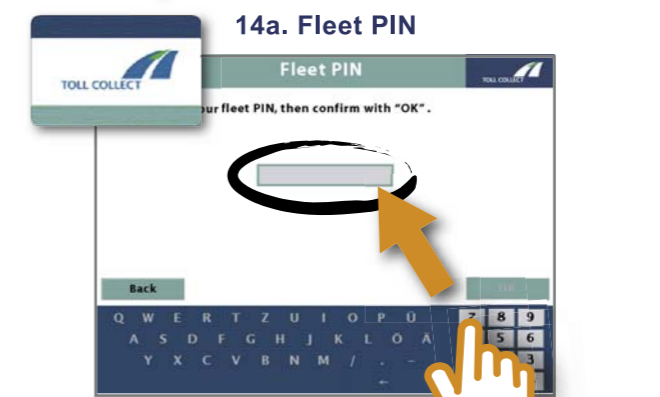 14a. Fleet PIN
TOLL COLLECT
Fleet PIN
TOLL COLLECT
fleet PIN, then confirm with “OK” .
Back
OK
Q W E R T Z U I O P Ü 7 8 9
A S D F G H J K L Ö Ä 5 6
Y X C V B N M / . - 3
←